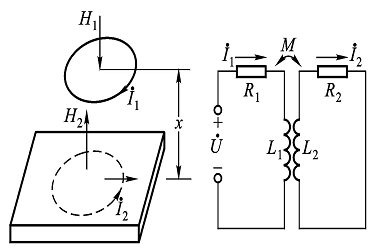 H₁
İ₁
H₂
x
İ₂
İ₁
M
İ₂
R₁
R₂
+
U̇
−
L₁
L₂